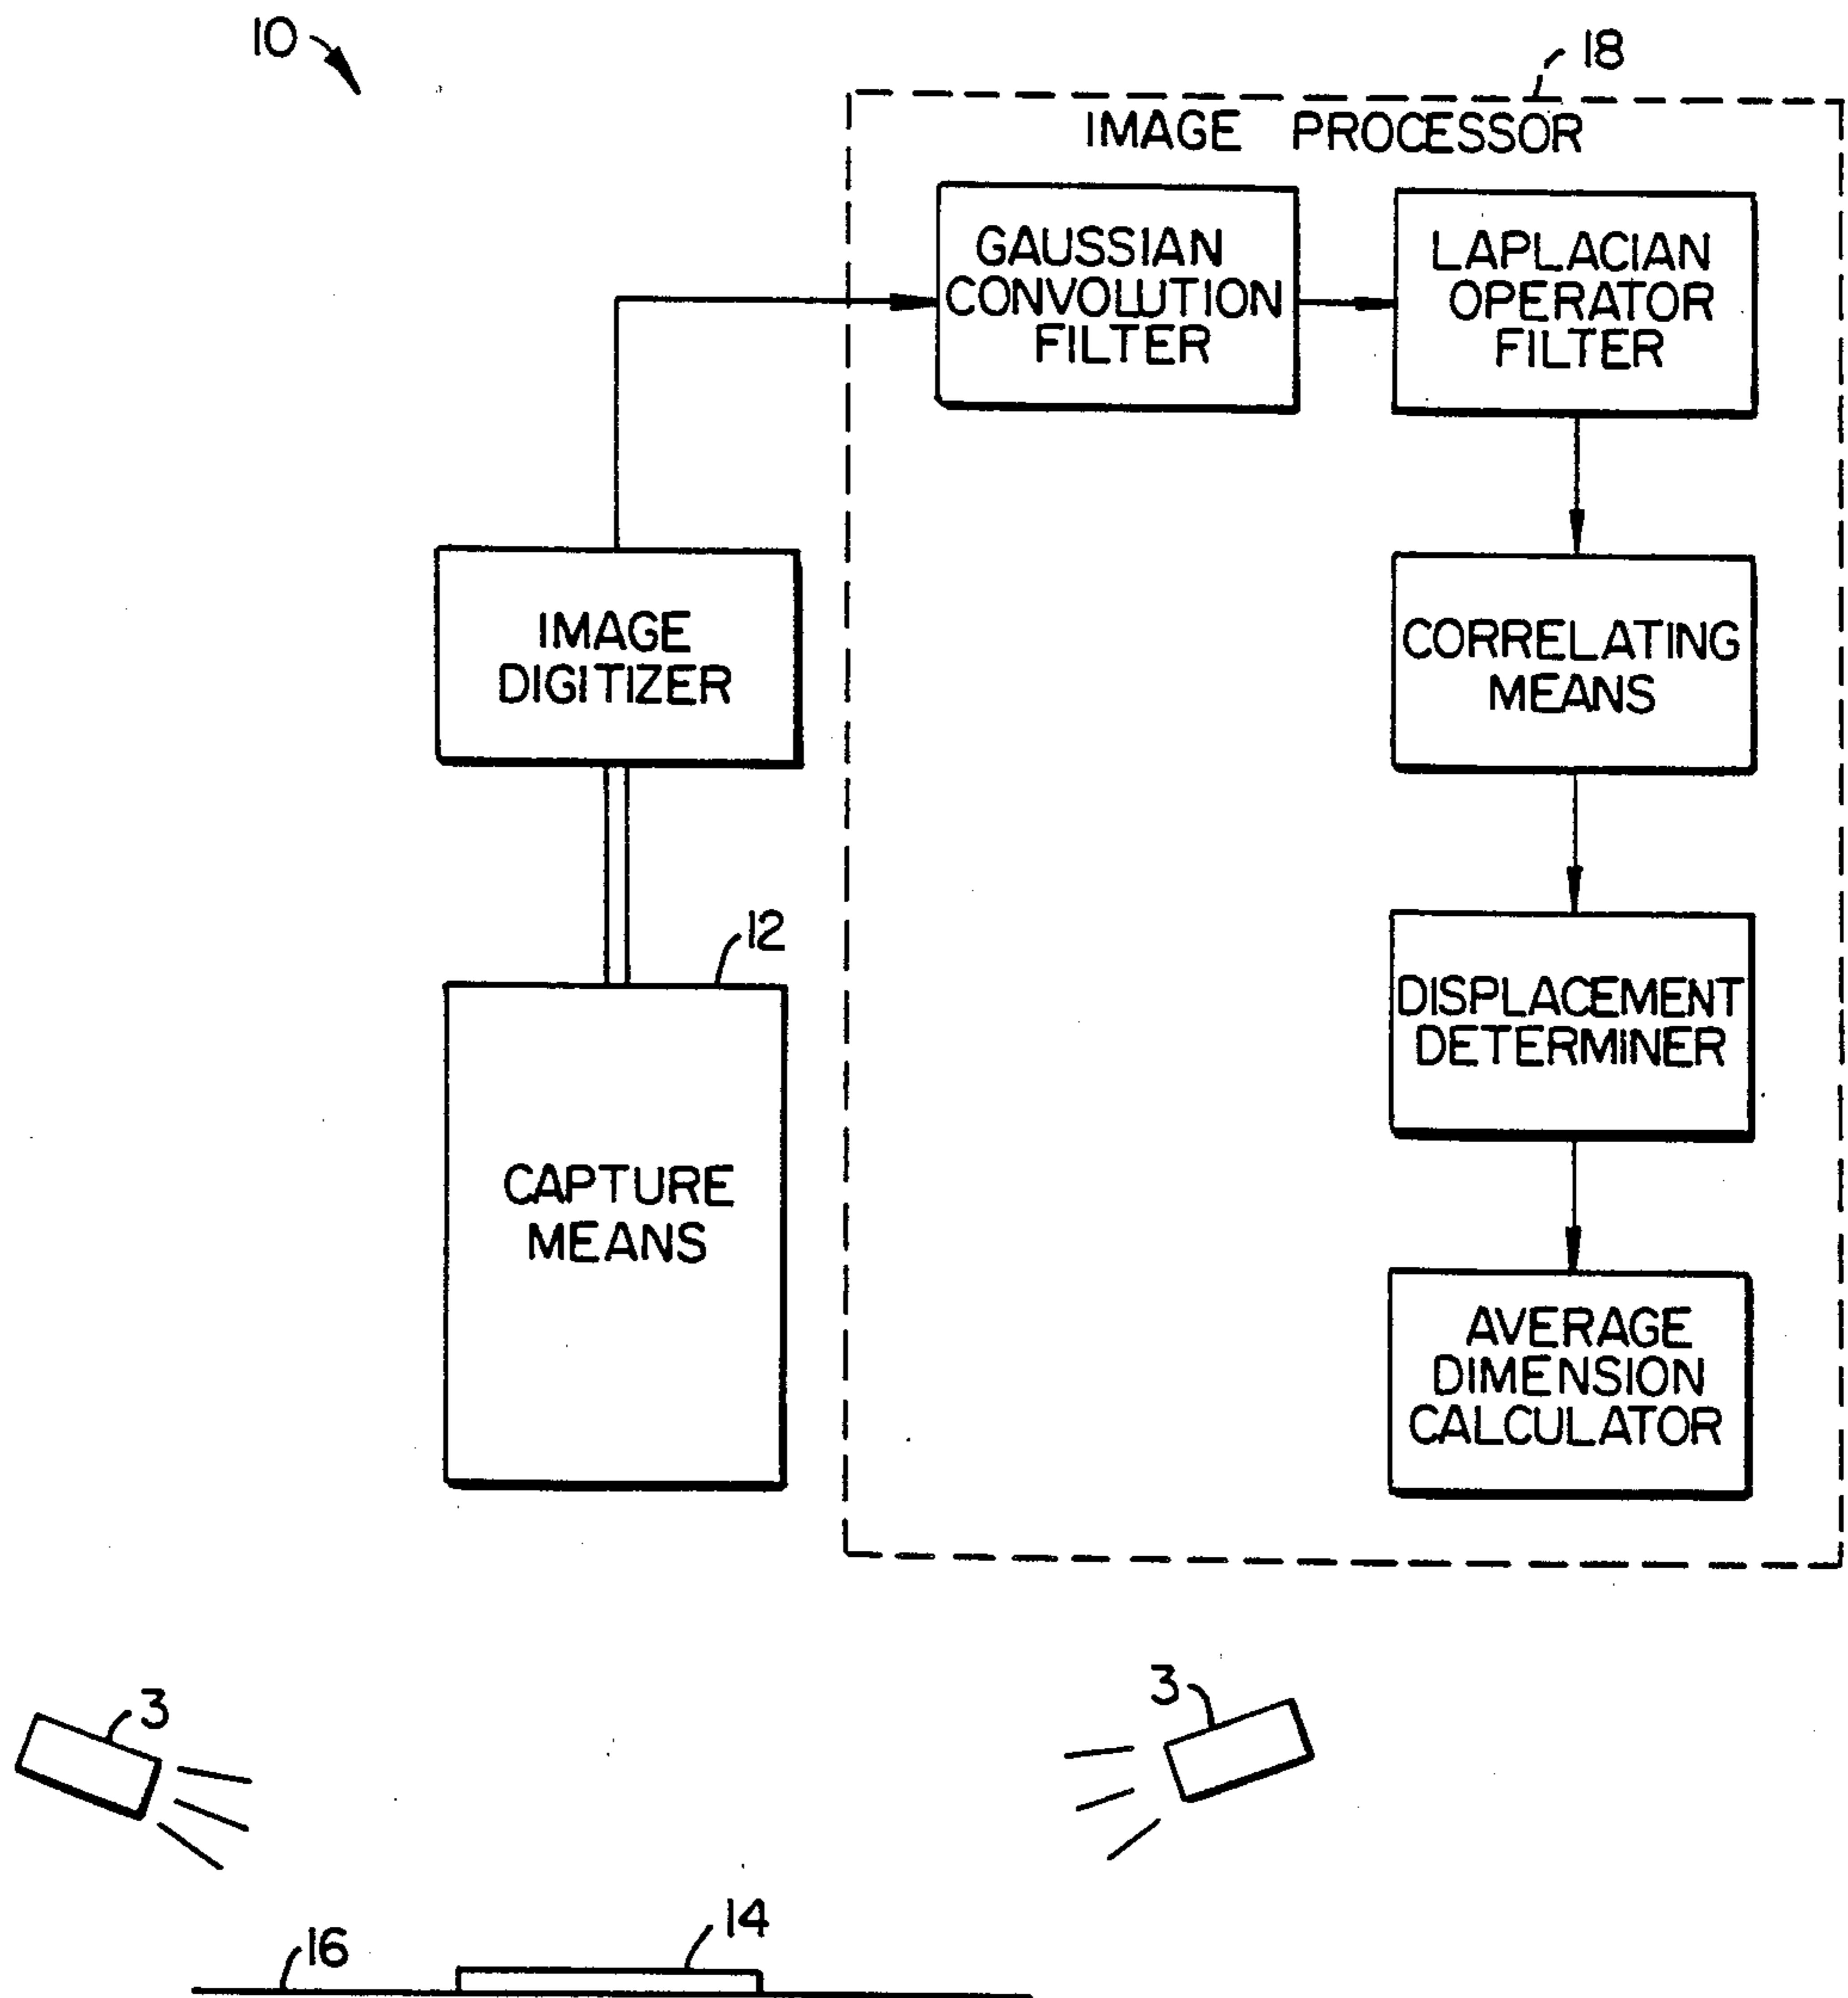 10
18
IMAGE PROCESSOR
GAUSSIAN
CONVOLUTION
FILTER
LAPLACIAN
OPERATOR
FILTER
IMAGE
DIGITIZER
CORRELATING
MEANS
12
CAPTURE
MEANS
DISPLACEMENT
DETERMINER
AVERAGE
DIMENSION
CALCULATOR
3
3
16
14